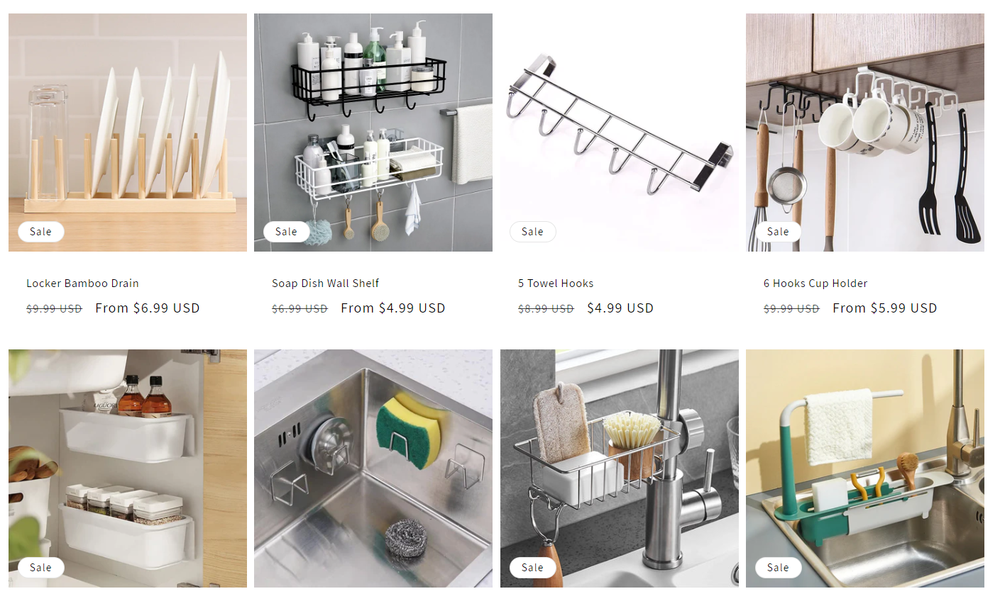 Sale
Sale
Sale
Sale
Locker Bamboo Drain
Soap Dish Wall Shelf
5 Towel Hooks
6 Hooks Cup Holder
$9.99 USD From $6.99 USD
$6.99 USD From $4.99 USD
$8.99 USD $4.99 USD
$9.99 USD From $5.99 USD
Sale
Sale
Sale